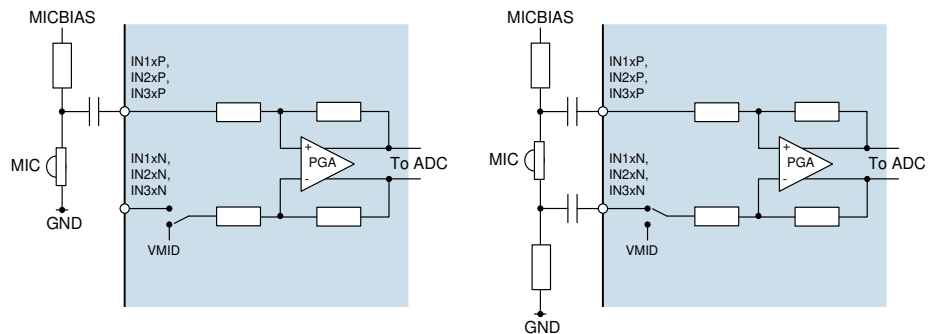 MICBIAS
IN1xP,
IN2xP,
IN3xP
+
PGA
-
To ADC
MIC
IN1xN,
IN2xN,
IN3xN
GND
VMID
MICBIAS
IN1xP,
IN2xP,
IN3xP
+
PGA
-
To ADC
MIC
IN1xN,
IN2xN,
IN3xN
VMID
GND